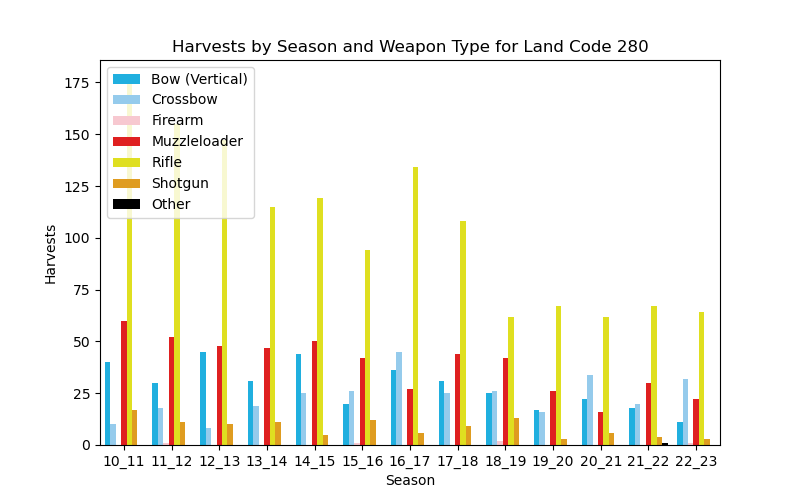 Harvests by Season and Weapon Type for Land Code 280
Bow (Vertical)
Crossbow
Firearm
Muzzleloader
Rifle
Shotgun
Other
Harvests
175
150
125
100
75
50
25
0
10_11 11_12 12_13 13_14 14_15 15_16 16_17 17_18 18_19 19_20 20_21 21_22 22_23
Season